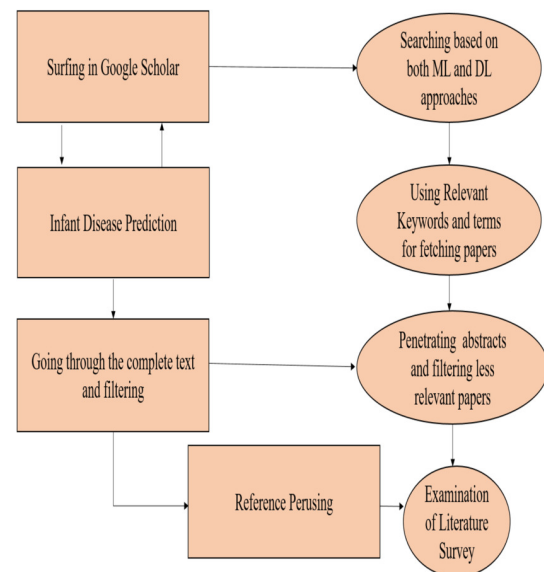 Surfing in Google Scholar
Searching based on
both ML and DL
approaches
Infant Disease Prediction
Using Relevant
Keywords and terms
for fetching papers
Going through the complete text
and filtering
Penetrating abstracts
and filtering less
relevant papers
Reference Perusing
Examination
of Literature
Survey